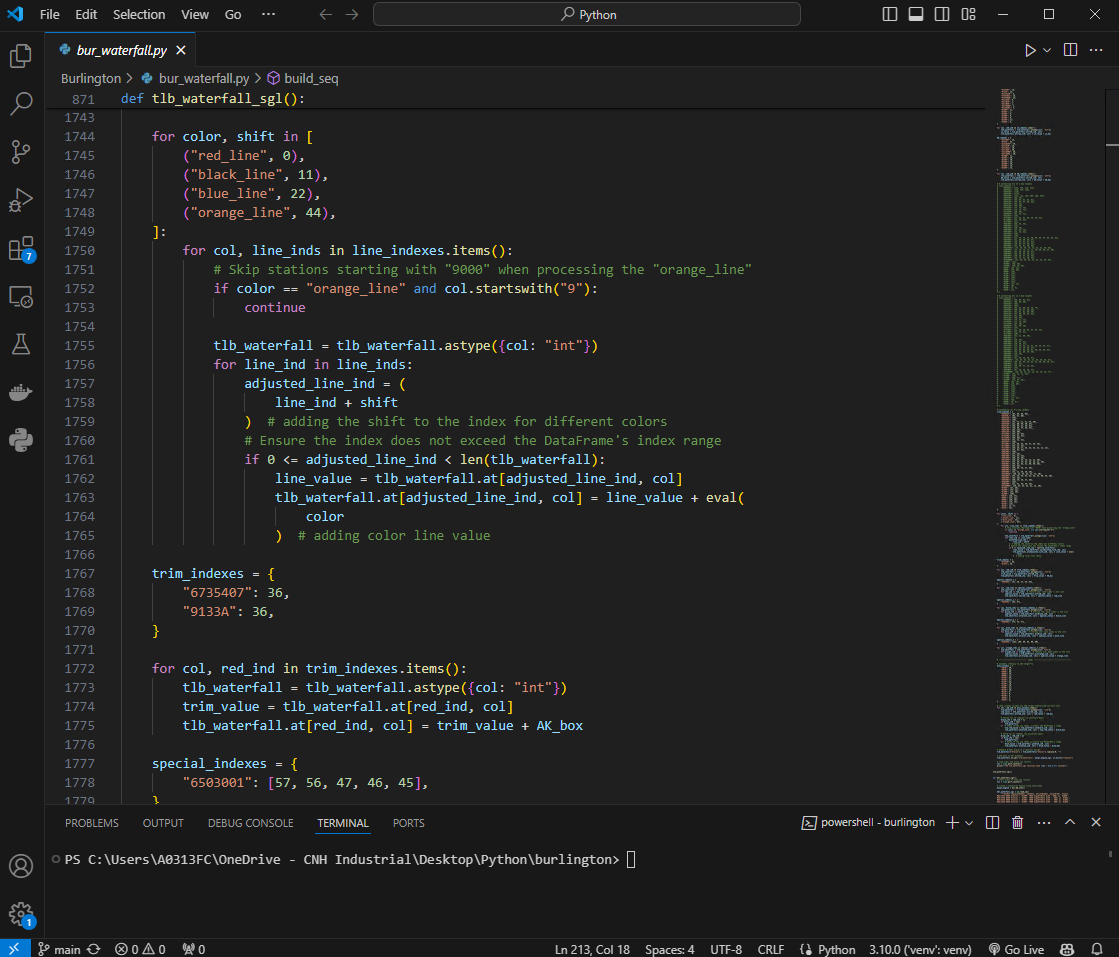 File Edit Selection View Go ··· Python
bur_waterfall.py
Burlington > bur_waterfall.py > build_seq
871 def tlb_waterfall_sgl():
1743
1744 for color, shift in [
1745 ("red_line", 0),
1746 ("black_line", 11),
1747 ("blue_line", 22),
1748 ("orange_line", 44),
1749 ]:
1750 for col, line_inds in line_indexes.items():
1751 # Skip stations starting with "9000" when processing the "orange_line"
1752 if color == "orange_line" and col.startswith("9"):
1753 continue
1754
1755 tlb_waterfall = tlb_waterfall.astype({col: "int"})
1756 for line_ind in line_inds:
1757 adjusted_line_ind = (
1758 line_ind + shift
1759 ) # adding the shift to the index for different colors
1760 # Ensure the index does not exceed the DataFrame's index range
1761 if 0 <= adjusted_line_ind < len(tlb_waterfall):
1762 line_value = tlb_waterfall.at[adjusted_line_ind, col]
1763 tlb_waterfall.at[adjusted_line_ind, col] = line_value + eval(
1764 color
1765 ) # adding color line value
1766
1767 trim_indexes = {
1768 "6735407": 36,
1769 "9133A": 36,
1770 }
1771
1772 for col, red_ind in trim_indexes.items():
1773 tlb_waterfall = tlb_waterfall.astype({col: "int"})
1774 trim_value = tlb_waterfall.at[red_ind, col]
1775 tlb_waterfall.at[red_ind, col] = trim_value + AK_box
1776
1777 special_indexes = {
1778 "6503001": [57, 56, 47, 46, 45],
1779 }
7
PROBLEMS OUTPUT DEBUG CONSOLE TERMINAL PORTS powershell - burlington
PS C:\Users\A0313FC\OneDrive - CNH Industrial\Desktop\Python\burlington>
1
main 0 0 0 Ln 213, Col 18 Spaces: 4 UTF-8 CRLF Python 3.10.0 ('venv': venv) Go Live